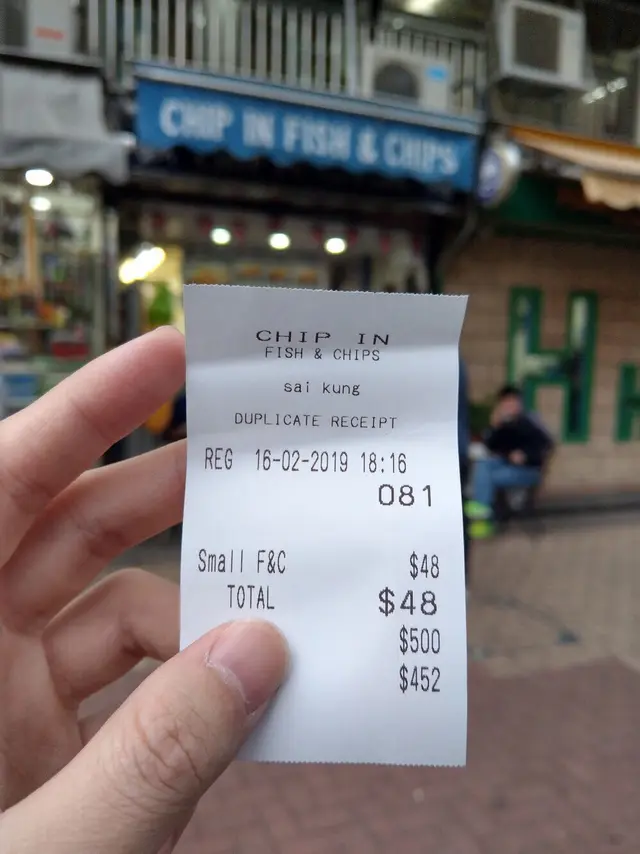 CHIP IN FISH & CHIPS
H
CHIP IN
FISH & CHIPS
sai kung
DUPLICATE RECEIPT
REG 16-02-2019 18:16
081
Small F&C $48
TOTAL $48
$500
$452